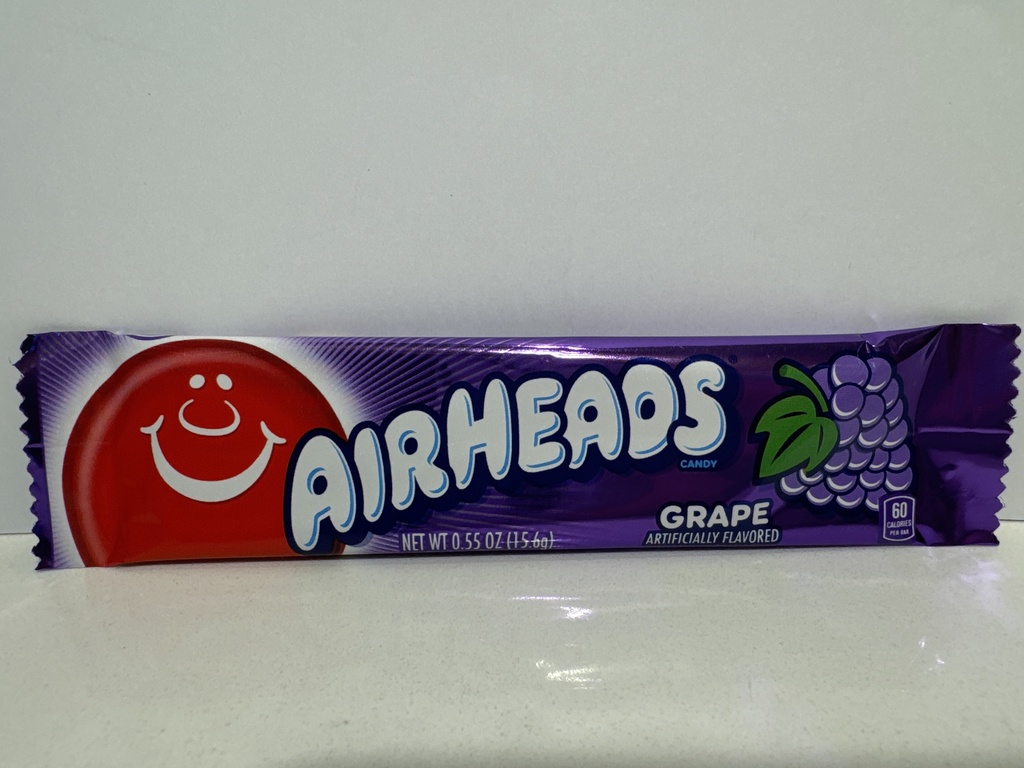 AIRHEADS
CANDY
GRAPE
ARTIFICIALLY FLAVORED
NET WT 0.55 OZ (15.6g)
60
CALORIES
PER BAR